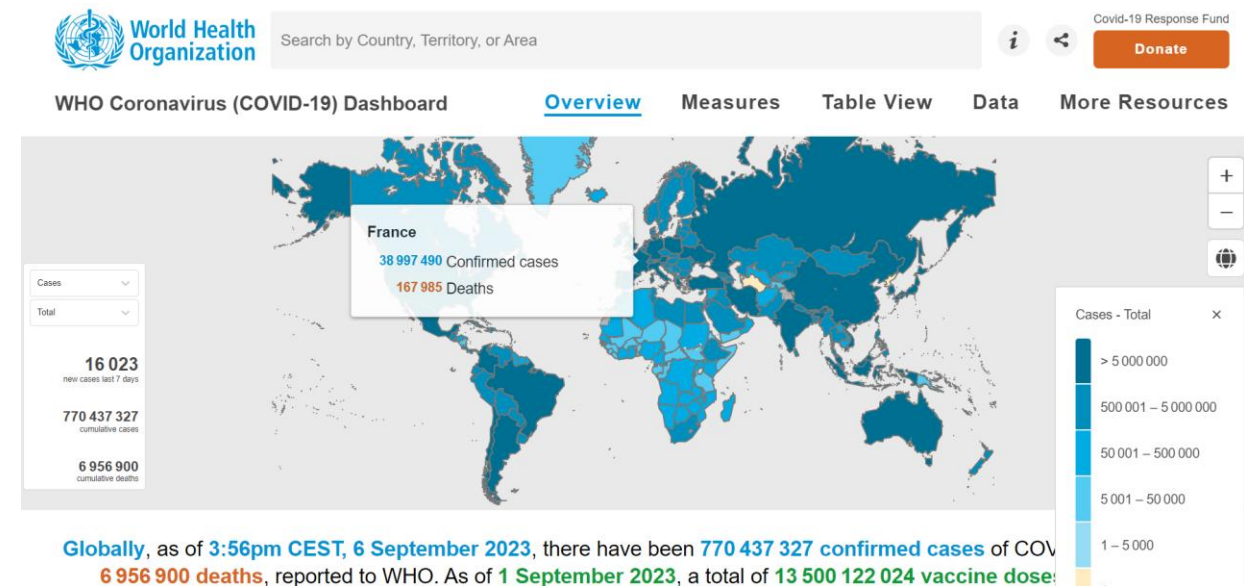 World Health
Organization
Search by Country, Territory, or Area
i
Covid-19 Response Fund
Donate
WHO Coronavirus (COVID-19) Dashboard
Overview
Measures
Table View
Data
More Resources
+
−
France
38 997 490 Confirmed cases
167 985 Deaths
Cases
Total
16 023
new cases last 7 days
770 437 327
cumulative cases
6 956 900
cumulative deaths
Cases - Total
×
> 5 000 000
500 001 – 5 000 000
50 001 – 500 000
5 001 – 50 000
1 – 5 000
Globally, as of 3:56pm CEST, 6 September 2023, there have been 770 437 327 confirmed cases of COV
6 956 900 deaths, reported to WHO. As of 1 September 2023, a total of 13 500 122 024 vaccine doses